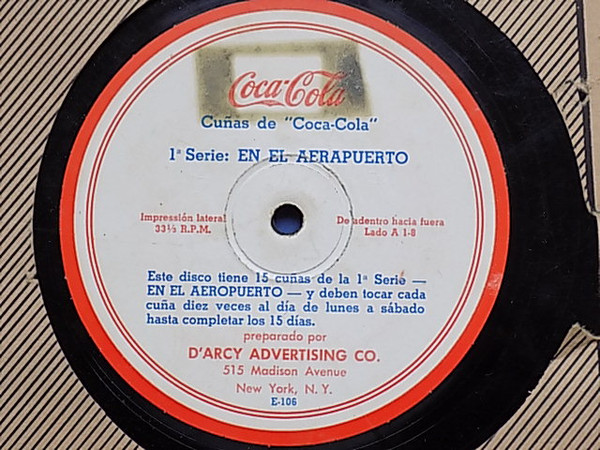 Coca-Cola
Cuñas de "Coca-Cola"
1ª Serie: EN EL AERAPUERTO
Impresión lateral De adentro hacia fuera
33⅓ R.P.M. Lado A 1-8
Este disco tiene 15 cuñas de la 1ª Serie —
EN EL AEROPUERTO — y deben tocar cada
cuña diez veces al día de lunes a sábado
hasta completar los 15 días.
preparado por
D'ARCY ADVERTISING CO.
515 Madison Avenue
New York, N. Y.
E-106